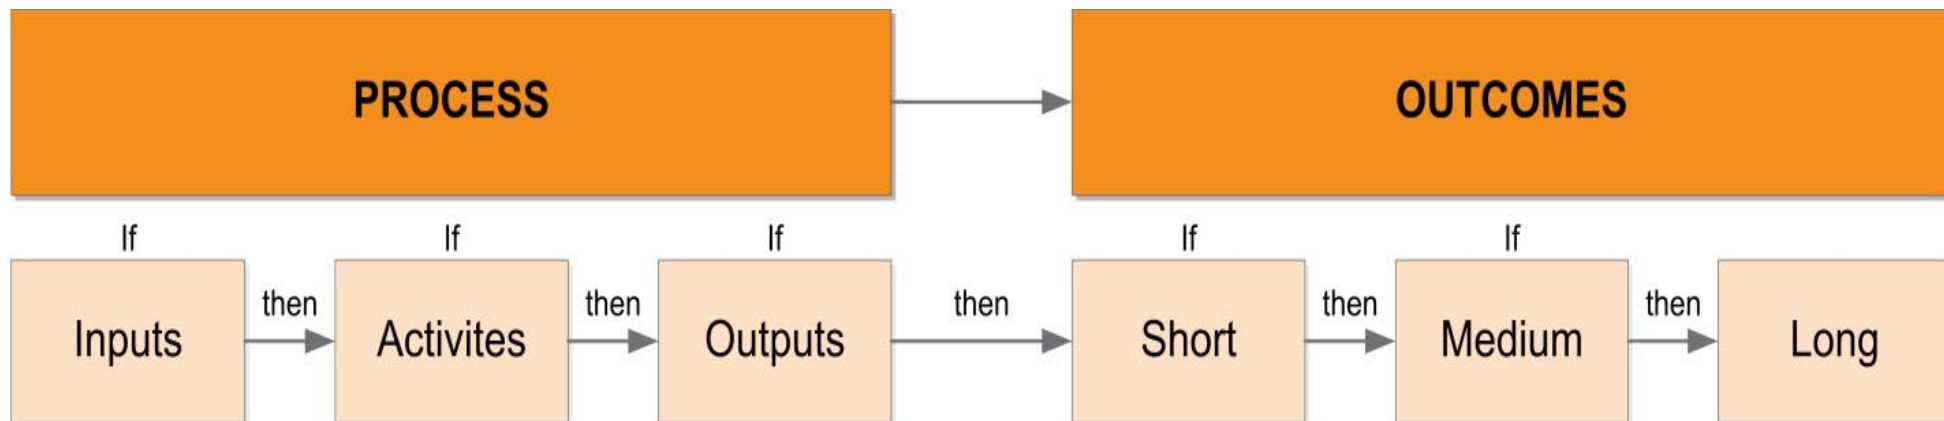 PROCESS
OUTCOMES
If
If
If
If
If
then
then
then
then
then
Inputs
Activites
Outputs
Short
Medium
Long